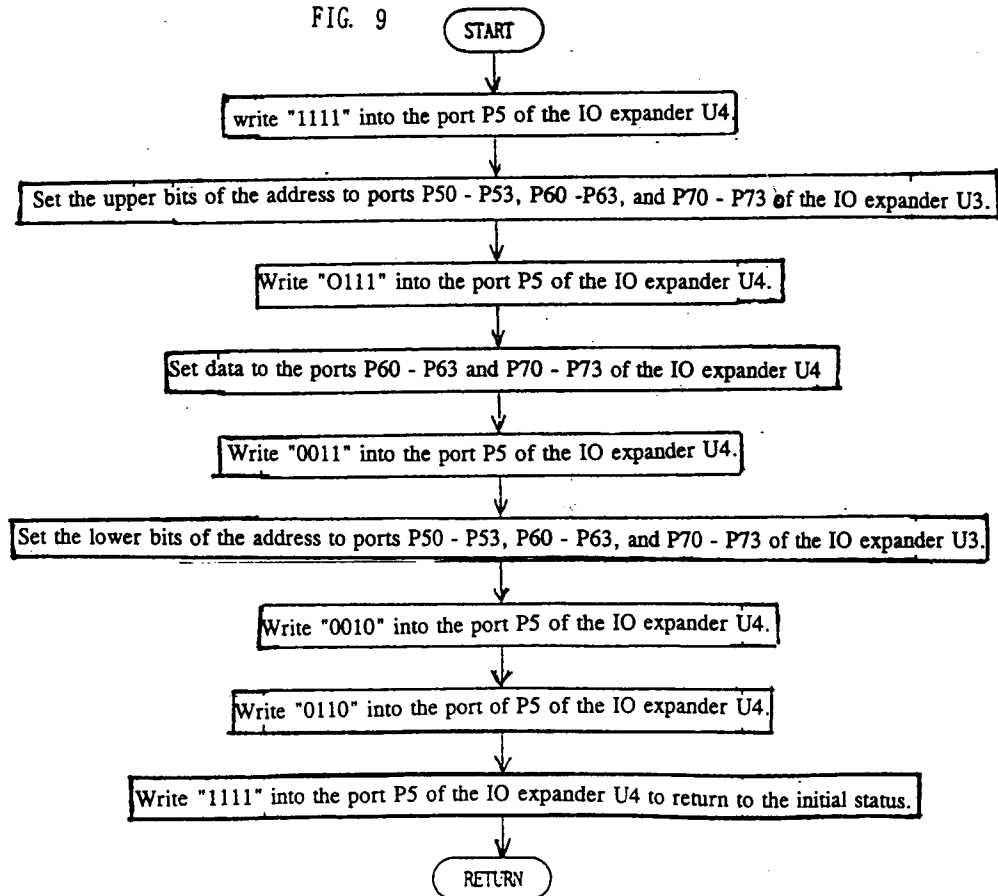 FIG. 9
START
write "1111" into the port P5 of the IO expander U4.
Set the upper bits of the address to ports P50 - P53, P60 -P63, and P70 - P73 of the IO expander U3.
Write "O111" into the port P5 of the IO expander U4.
Set data to the ports P60 - P63 and P70 - P73 of the IO expander U4
Write "0011" into the port P5 of the IO expander U4.
Set the lower bits of the address to ports P50 - P53, P60 - P63, and P70 - P73 of the IO expander U3.
Write "0010" into the port P5 of the IO expander U4.
Write "0110" into the port of P5 of the IO expander U4.
Write "1111" into the port P5 of the IO expander U4 to return to the initial status.
RETURN